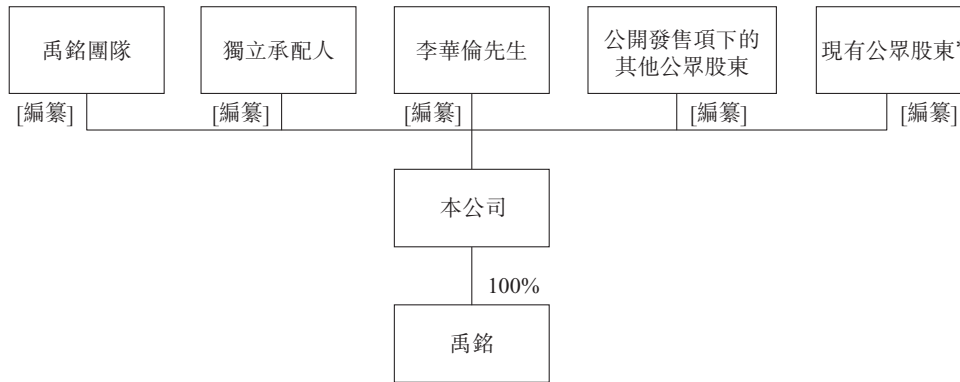 禹銘團隊
獨立承配人
李華倫先生
公開發售項下的
其他公眾股東
現有公眾股東
[編纂]
[編纂]
[編纂]
[編纂]
[編纂]
本公司
100%
禹銘